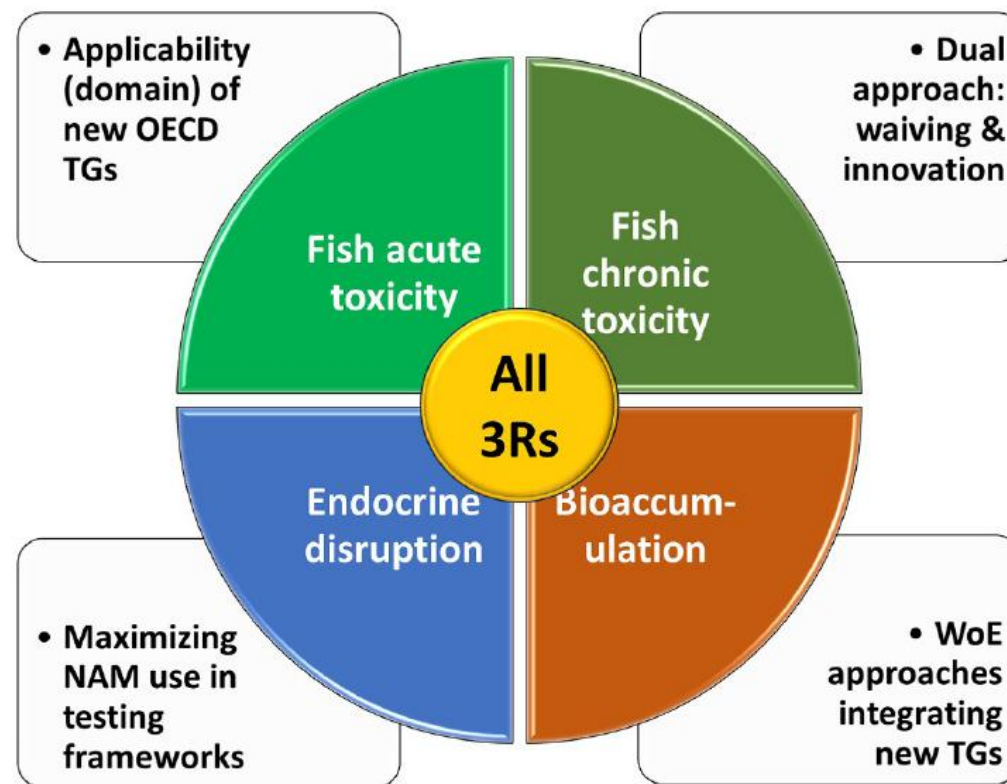 • Applicability
(domain) of
new OECD
TGs
• Dual
approach:
waiving &
innovation
Fish acute
toxicity
Fish
chronic
toxicity
All
3Rs
Endocrine
disruption
Bioaccum-
ulation
• Maximizing
NAM use in
testing
frameworks
• WoE
approaches
integrating
new TGs